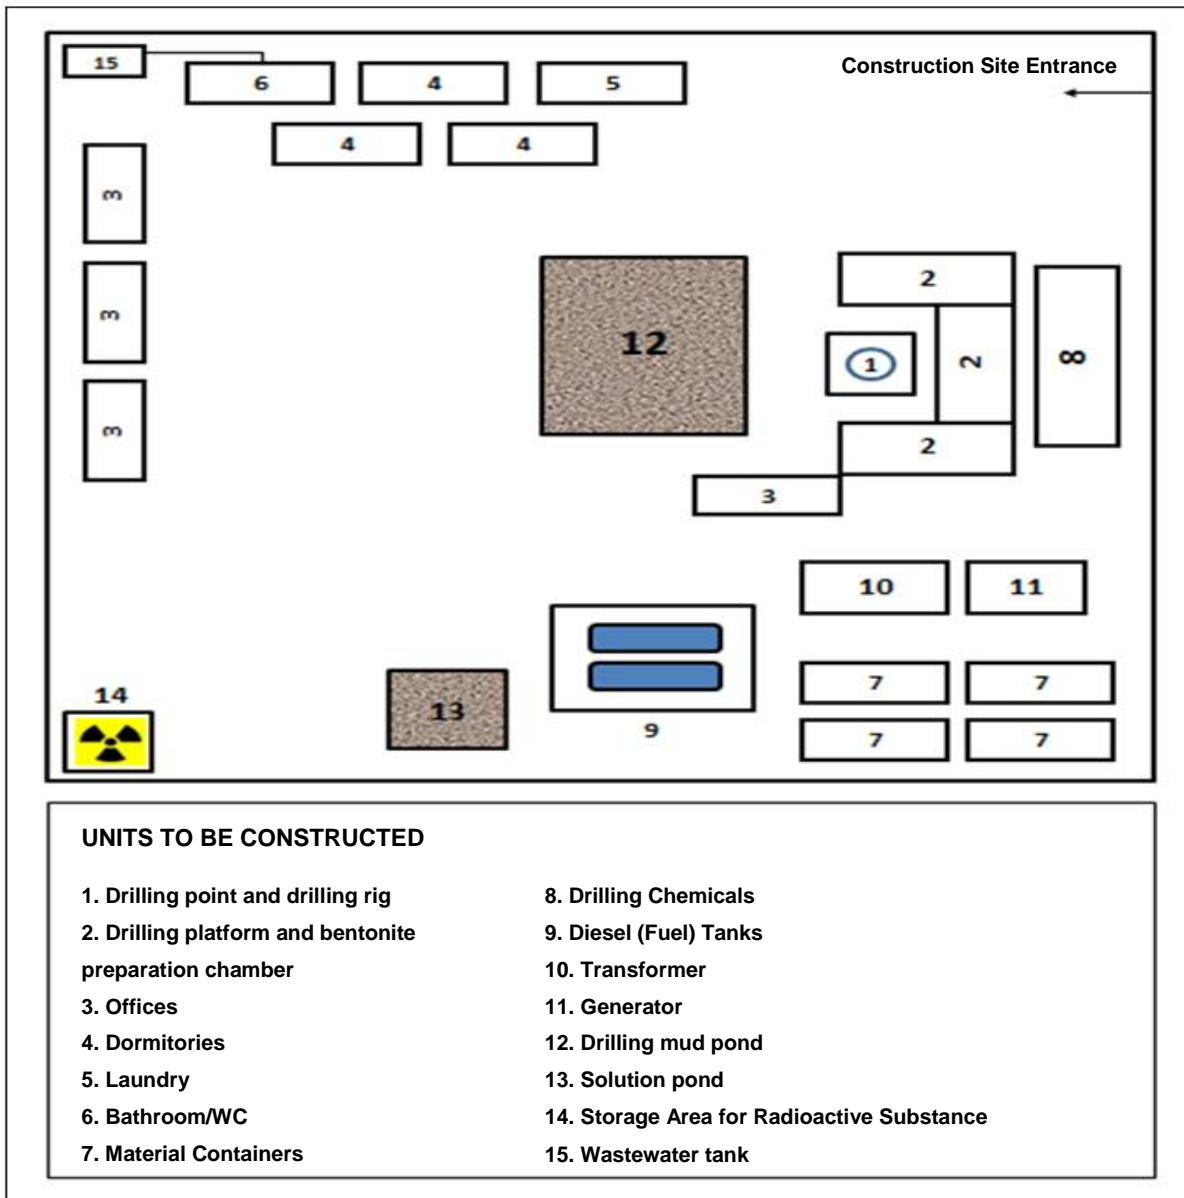 15
6
4
5
Construction Site Entrance
4
4
3
3
3
12
2
1
2
8
2
3
10
11
14
13
9
7
7
7
7
UNITS TO BE CONSTRUCTED
1. Drilling point and drilling rig
2. Drilling platform and bentonite
preparation chamber
3. Offices
4. Dormitories
5. Laundry
6. Bathroom/WC
7. Material Containers
8. Drilling Chemicals
9. Diesel (Fuel) Tanks
10. Transformer
11. Generator
12. Drilling mud pond
13. Solution pond
14. Storage Area for Radioactive Substance
15. Wastewater tank